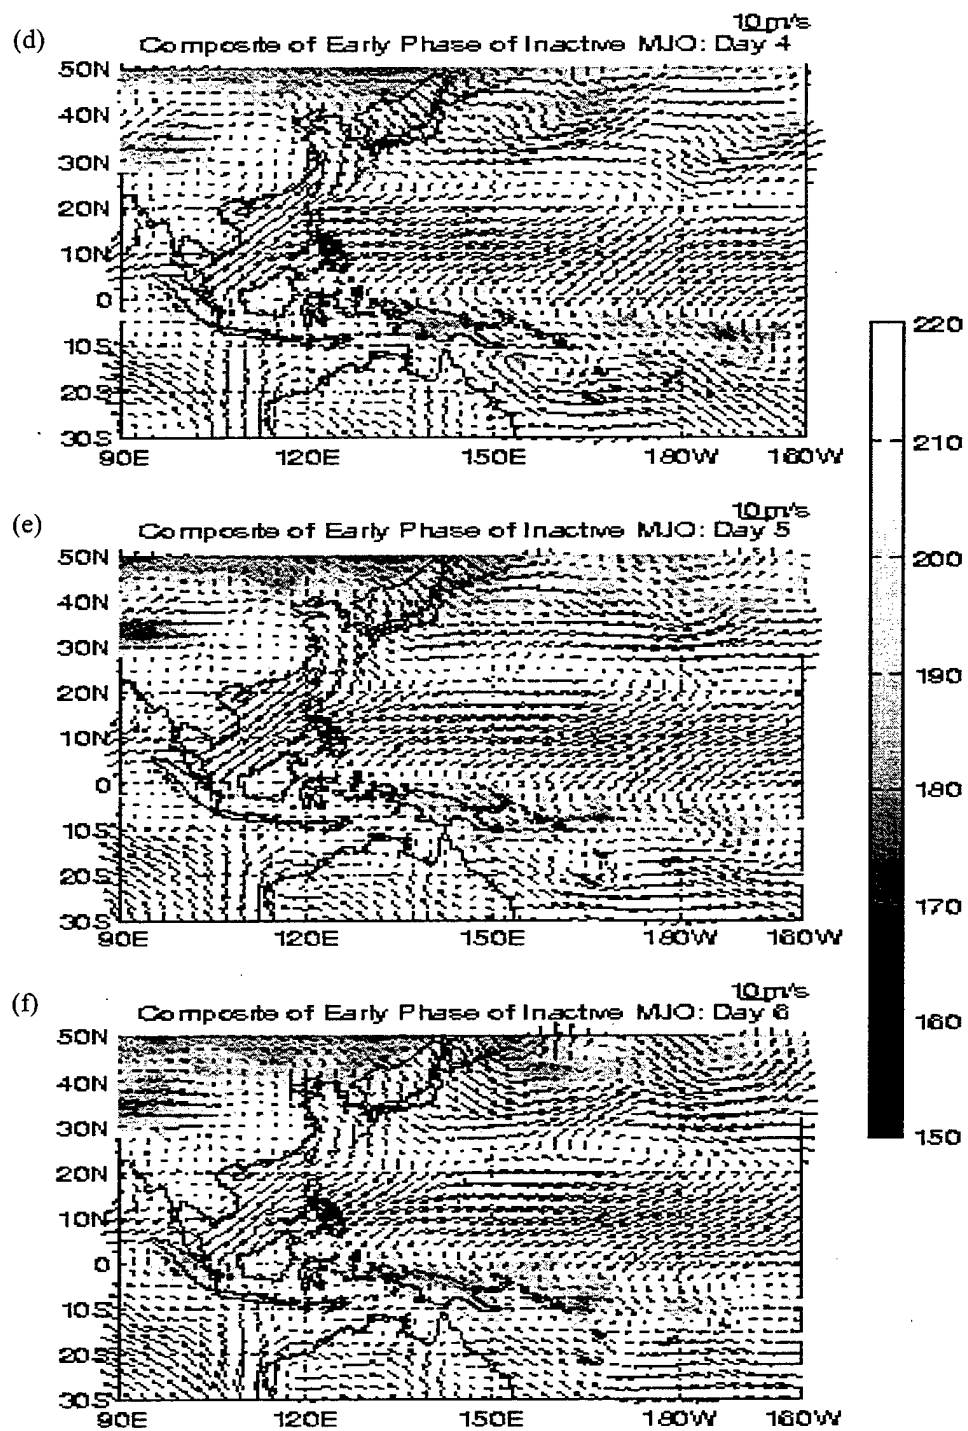 10 m/s
(d)
Composite of Early Phase of Inactive MJO: Day 4
50N
40N
30N
20N
10N
0
10S
20S
30S
90E 120E 150E 180W 160W
220
210
200
190
180
170
160
150
10 m/s
(e)
Composite of Early Phase of Inactive MJO: Day 5
50N
40N
30N
20N
10N
0
10S
20S
30S
90E 120E 150E 180W 160W
10 m/s
(f)
Composite of Early Phase of Inactive MJO: Day 6
50N
40N
30N
20N
10N
0
10S
20S
30S
90E 120E 150E 180W 160W